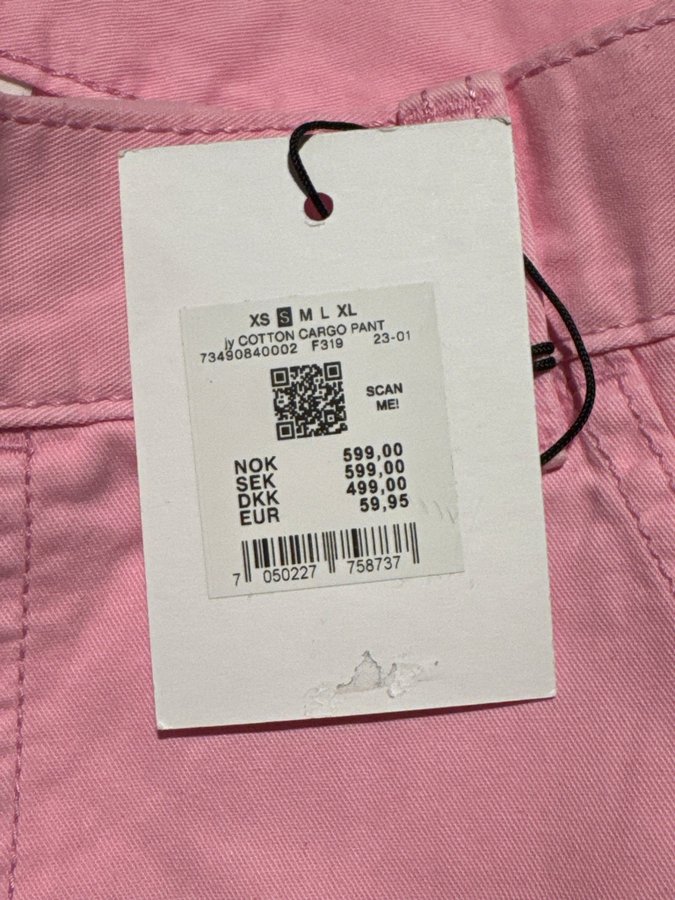 XS S M L XL
jy COTTON CARGO PANT
73490840002 F319 23-01
SCAN
ME!
NOK 599,00
SEK 599,00
DKK 499,00
EUR 59,95
7 050227 758737